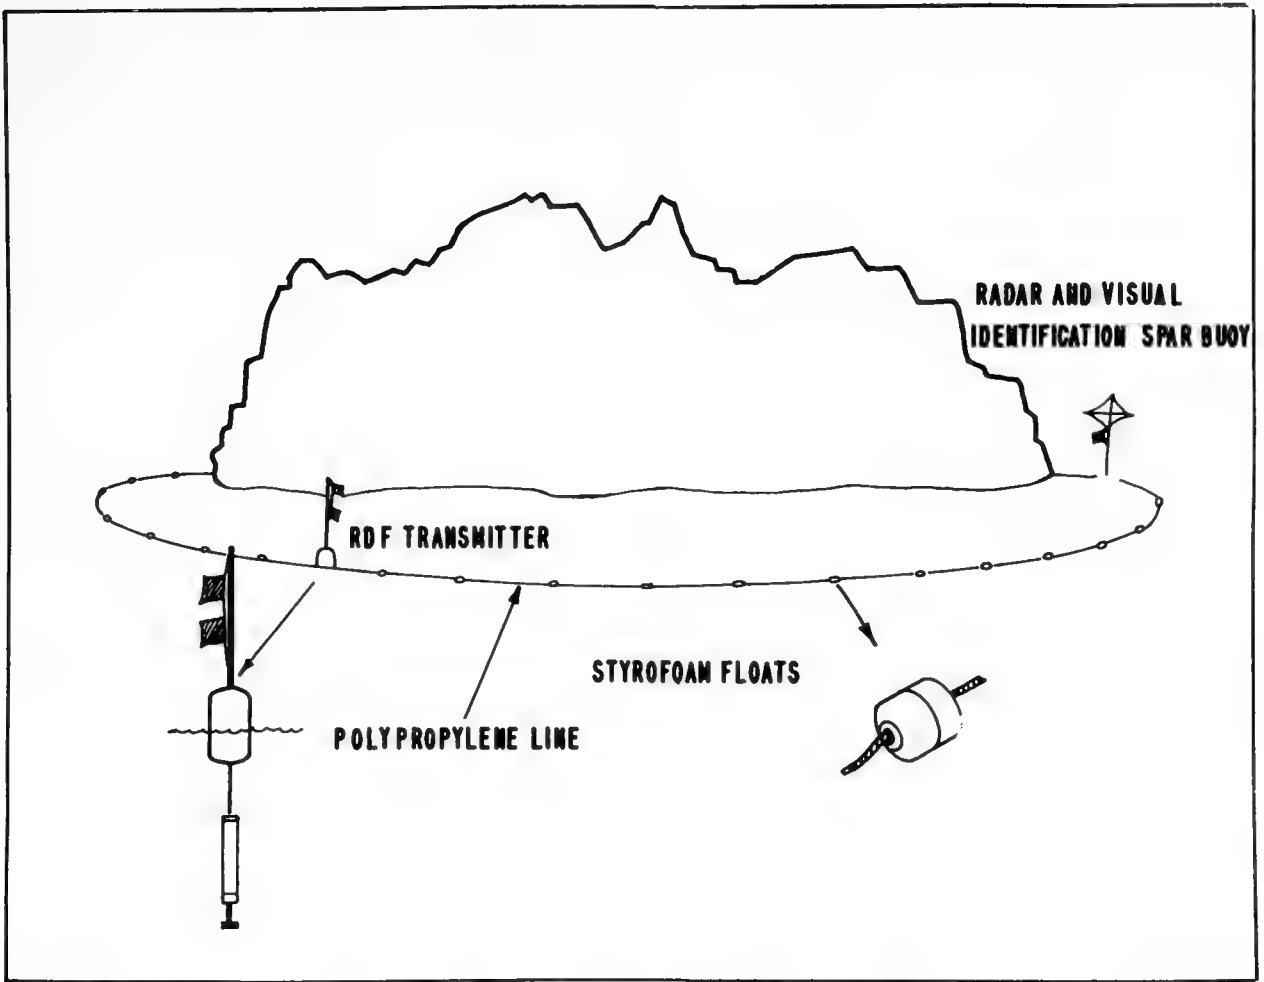 RADAR AND VISUAL
IDENTIFICATION SPAR BUOY
RDF TRANSMITTER
STYROFOAM FLOATS
POLYPROPYLENE LINE